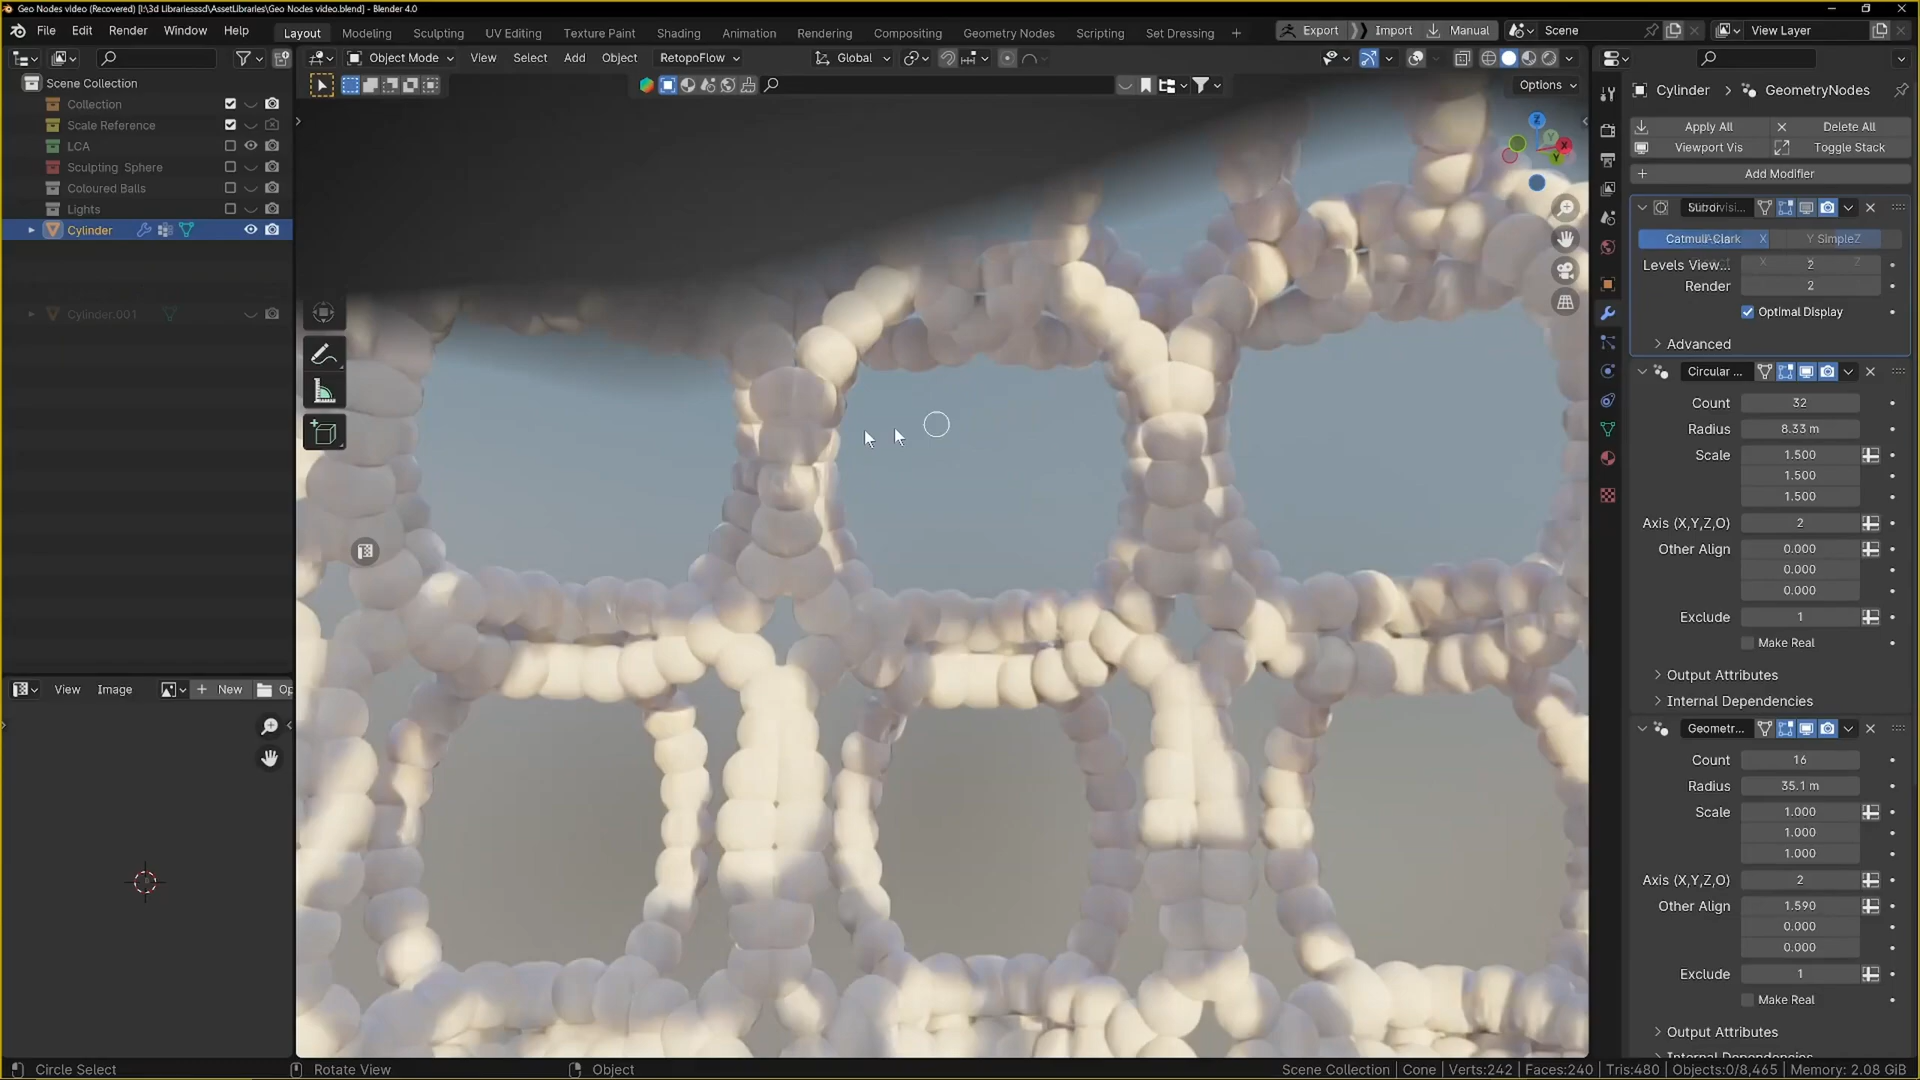 Geo Nodes video (Recovered) [I:\3d Librariesssd\AssetLibraries\Geo Nodes video.blend] - Blender 4.0
File Edit Render Window Help Layout Modeling Sculpting UV Editing Texture Paint Shading Animation Rendering Compositing Geometry Nodes Scripting Set Dressing + Export Import Manual Scene View Layer
Object Mode View Select Add Object RetopoFlow Global
Options
Scene Collection
Collection
Scale Reference
LCA
Sculpting Sphere
Coloured Balls
Lights
Cylinder
Cylinder.001
View Image New Op
Cylinder GeometryNodes
Apply All Delete All
Viewport Vis Toggle Stack
Add Modifier
Catmull-Clark X Y Simple Z
Levels View... 2
Render 2
Optimal Display
Advanced
Circular ...
Count 32
Radius 8.33 m
Scale 1.500
1.500
1.500
Axis (X,Y,Z,O) 2
Other Align 0.000
0.000
0.000
Exclude 1
Make Real
Output Attributes
Internal Dependencies
Geometr...
Count 16
Radius 35.1 m
Scale 1.000
1.000
1.000
Axis (X,Y,Z,O) 2
Other Align 1.590
0.000
0.000
Exclude 1
Make Real
Output Attributes
Circle Select Rotate View Object Scene Collection | Cone | Verts:242 | Faces:240 | Tris:480 | Objects:0/8,465 | Memory: 2.08 GiB